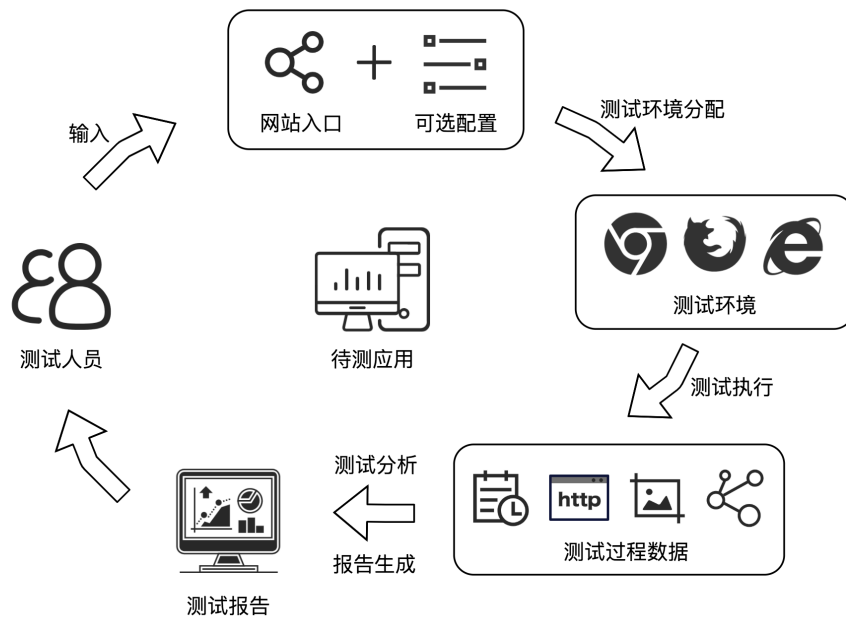 网站入口
可选配置
输入
测试环境分配
测试环境
测试人员
待测应用
测试执行
测试分析
http
报告生成
测试过程数据
测试报告